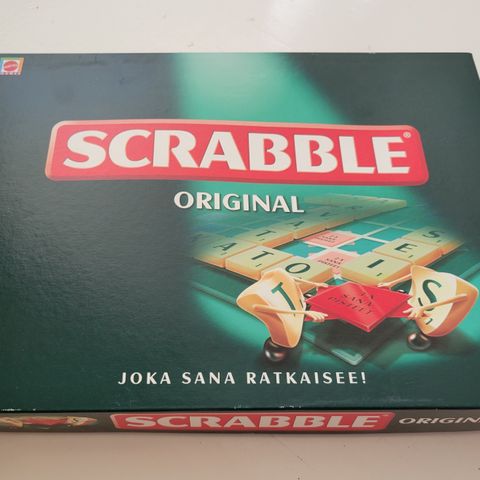 SCRABBLE®
ORIGINAL
JOKA SANA RATKAISEE!
SCRABBLE ORIGINAL